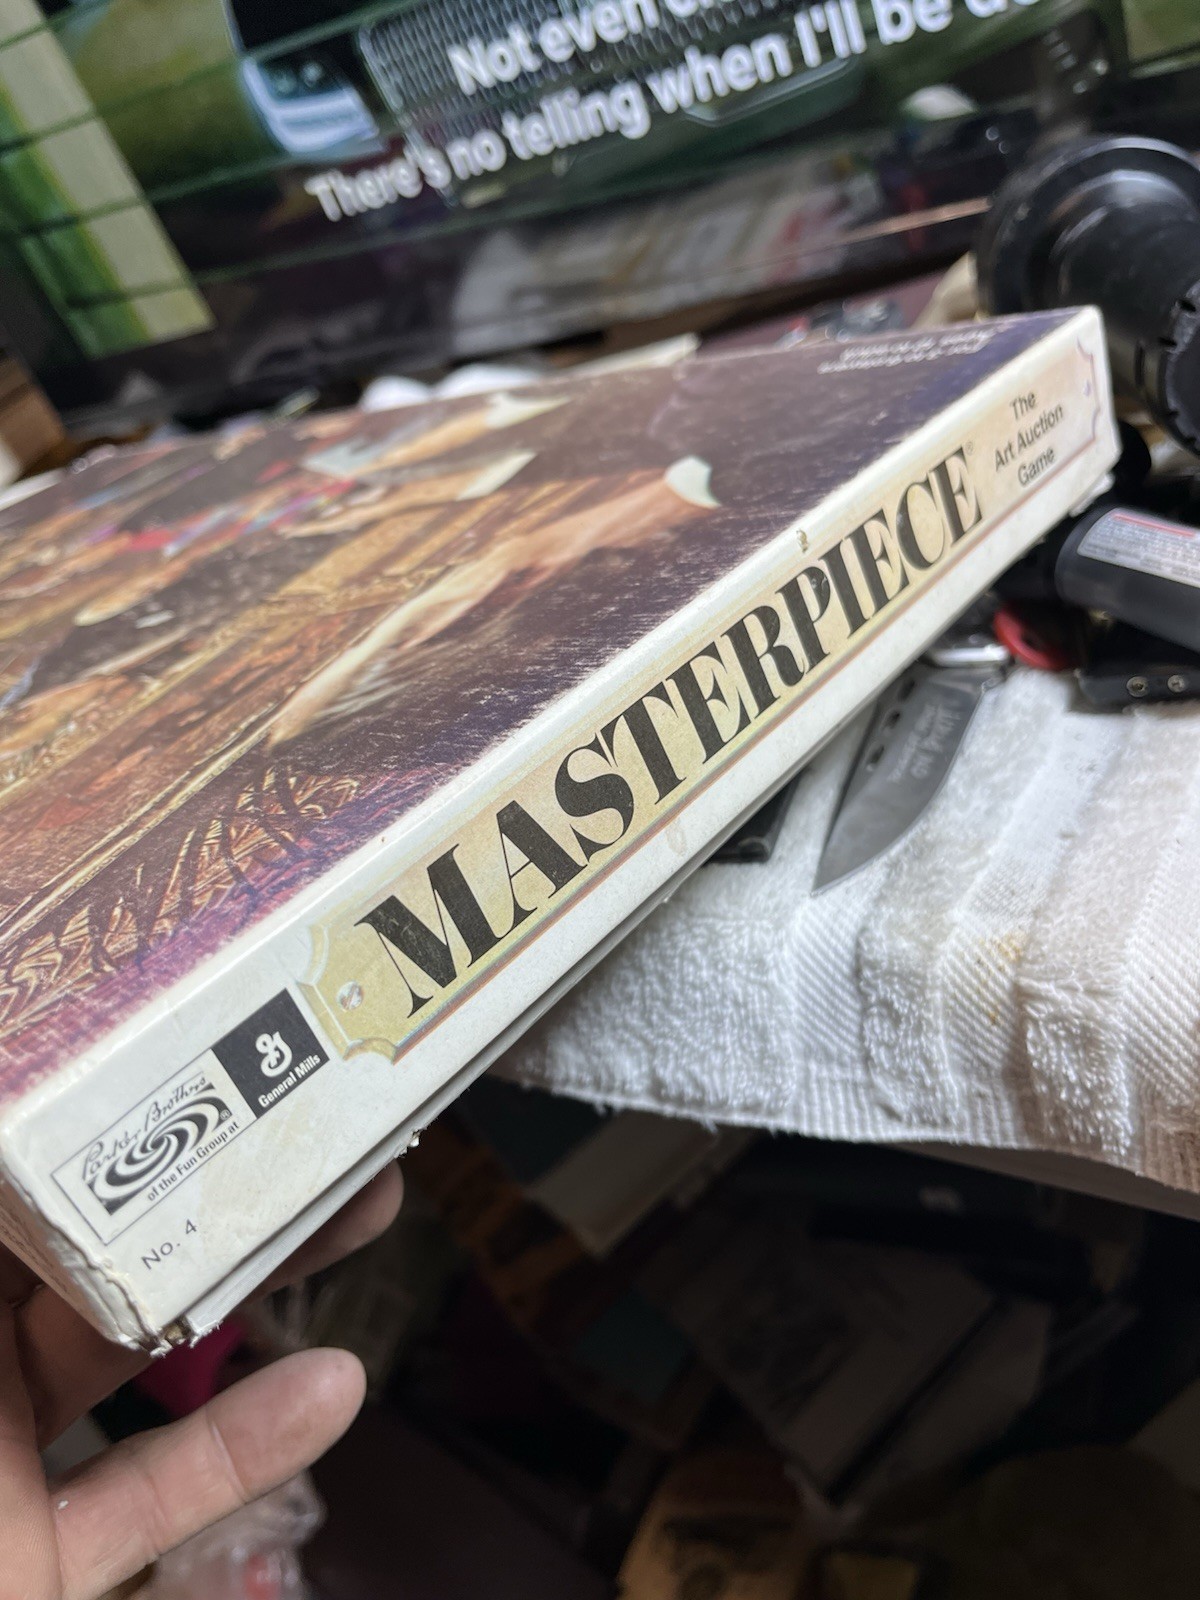 Not even
There's no telling when I'll be
The
Art Auction
Game
MASTERPIECE®
General Mills
Parker Brothers
®
of the Fun Group at
No. 4